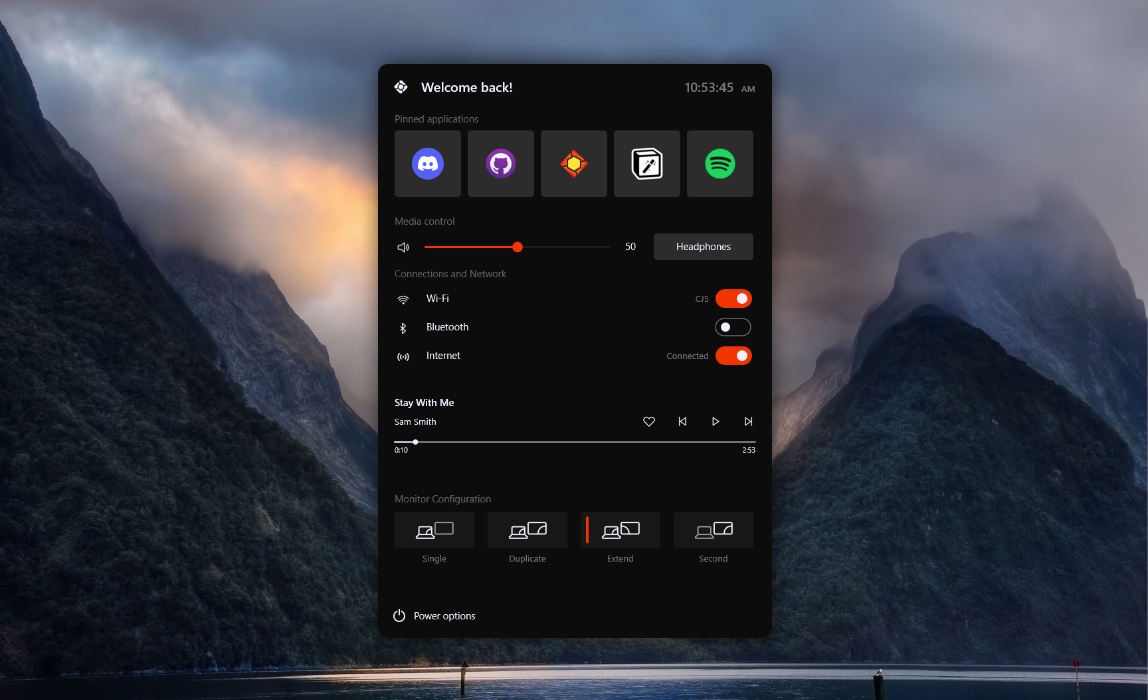 Welcome back!
10:53:45 AM
Pinned applications
Media control
50
Headphones
Connections and Network
Wi-Fi
CJ5
Bluetooth
Internet
Connected
Stay With Me
Sam Smith
0:10
2:53
Monitor Configuration
Single
Duplicate
Extend
Second
Power options